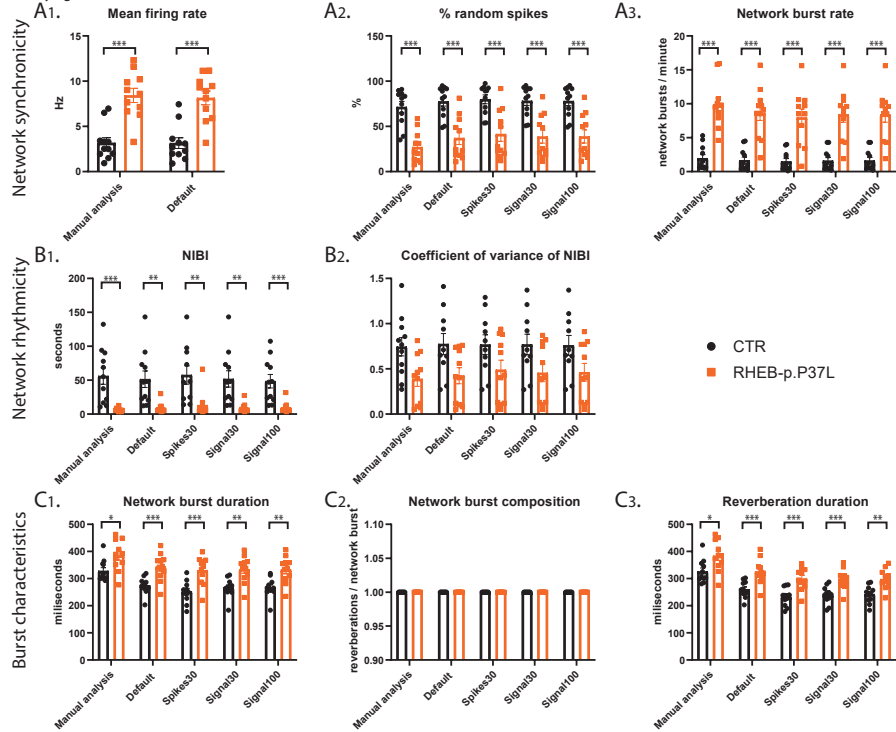 Network synchronicity
A1.
Mean firing rate
***
***
Hz
15
10
5
0
Manual analysis
Default
A2.
% random spikes
***
***
***
***
***
%
150
100
50
0
Manual analysis
Default
Spikes30
Signal30
Signal100
A3.
Network burst rate
***
***
***
***
***
network bursts / minute
20
15
10
5
0
Manual analysis
Default
Spikes30
Signal30
Signal100
Network rhythmicity
B1.
NIBI
***
**
**
**
***
seconds
200
150
100
50
0
Manual analysis
Default
Spikes30
Signal30
Signal100
B2.
Coefficient of variance of NIBI
1.5
1.0
0.5
0.0
Manual analysis
Default
Spikes30
Signal30
Signal100
CTR
RHEB-p.P37L
Burst characteristics
C1.
Network burst duration
*
***
***
**
**
miliseconds
500
400
300
200
100
0
Manual analysis
Default
Spikes30
Signal30
Signal100
C2.
Network burst composition
reverberations / network burst
1.10
1.05
1.00
0.95
0.90
Manual analysis
Default
Spikes30
Signal30
Signal100
C3.
Reverberation duration
*
***
***
***
**
miliseconds
500
400
300
200
100
0
Manual analysis
Default
Spikes30
Signal30
Signal100